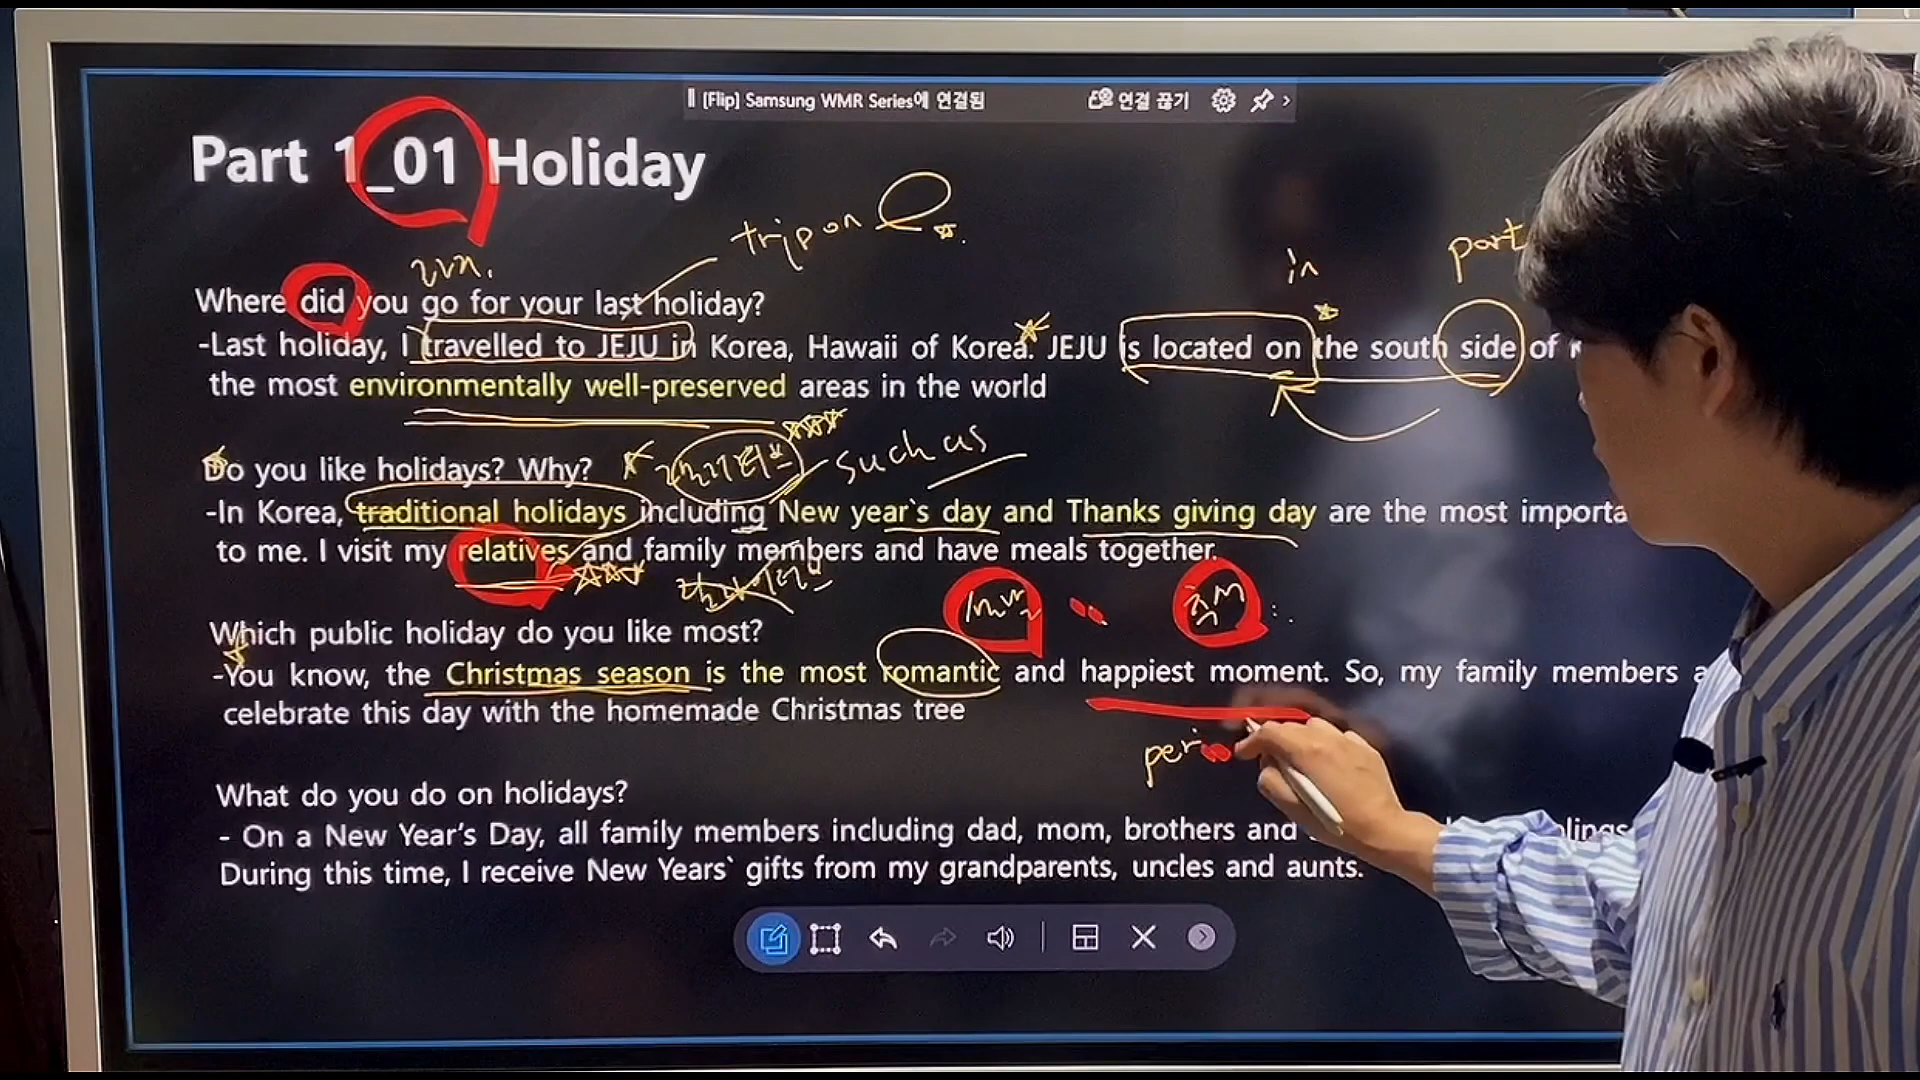 [Flip] Samsung WMR Series에 연결됨 연결 끊기
Part 1_01 Holiday
trip on
in
part
Where did you go for your last holiday?
-Last holiday, I travelled to JEJU in Korea, Hawaii of Korea. JEJU is located on the south side of
the most environmentally well-preserved areas in the world
Do you like holidays? Why?
such as
-In Korea, traditional holidays including New year`s day and Thanks giving day are the most importa
to me. I visit my relatives and family members and have meals together.
Which public holiday do you like most?
-You know, the Christmas season is the most romantic and happiest moment. So, my family members a
celebrate this day with the homemade Christmas tree
peri
What do you do on holidays?
- On a New Year’s Day, all family members including dad, mom, brothers and
During this time, I receive New Years` gifts from my grandparents, uncles and aunts.